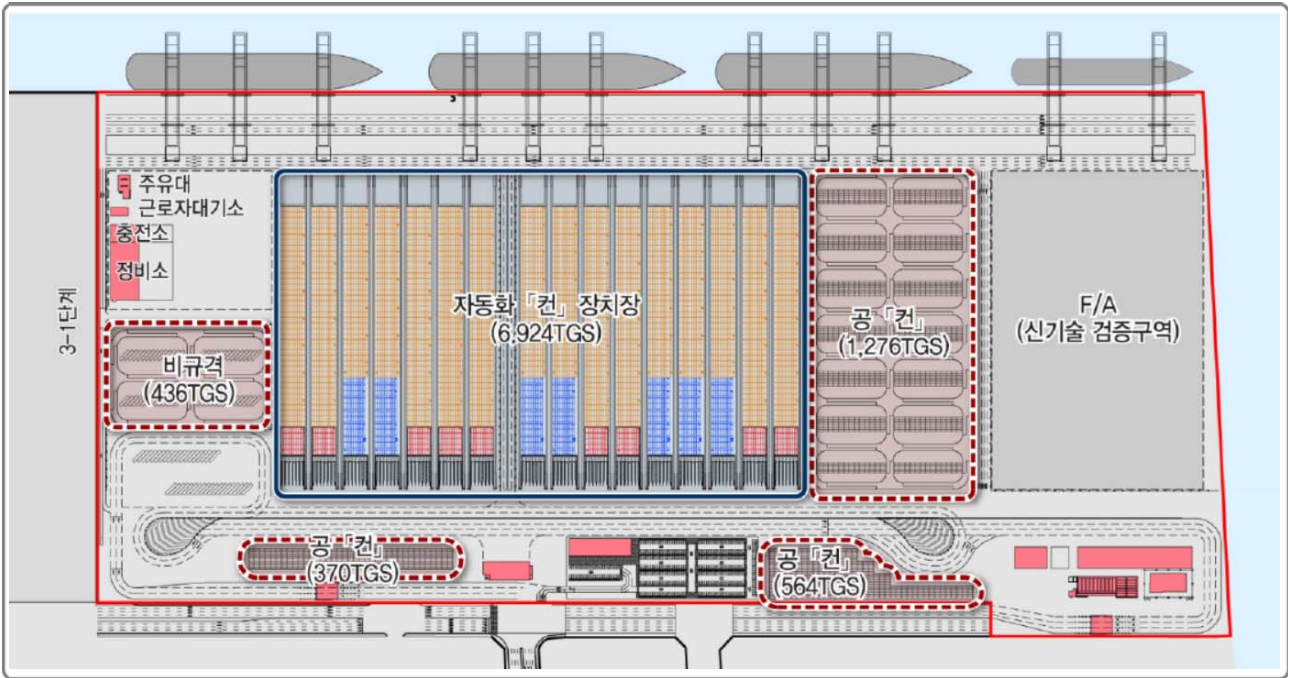 주유대
근로자대기소
충전소
정비소
3-1단계
비규격
(436TGS)
자동화 「컨」 장치장
(6,924TGS)
공 「컨」
(1,276TGS)
F/A
(신기술 검증구역)
공 「컨」
(370TGS)
공 「컨」
(564TGS)